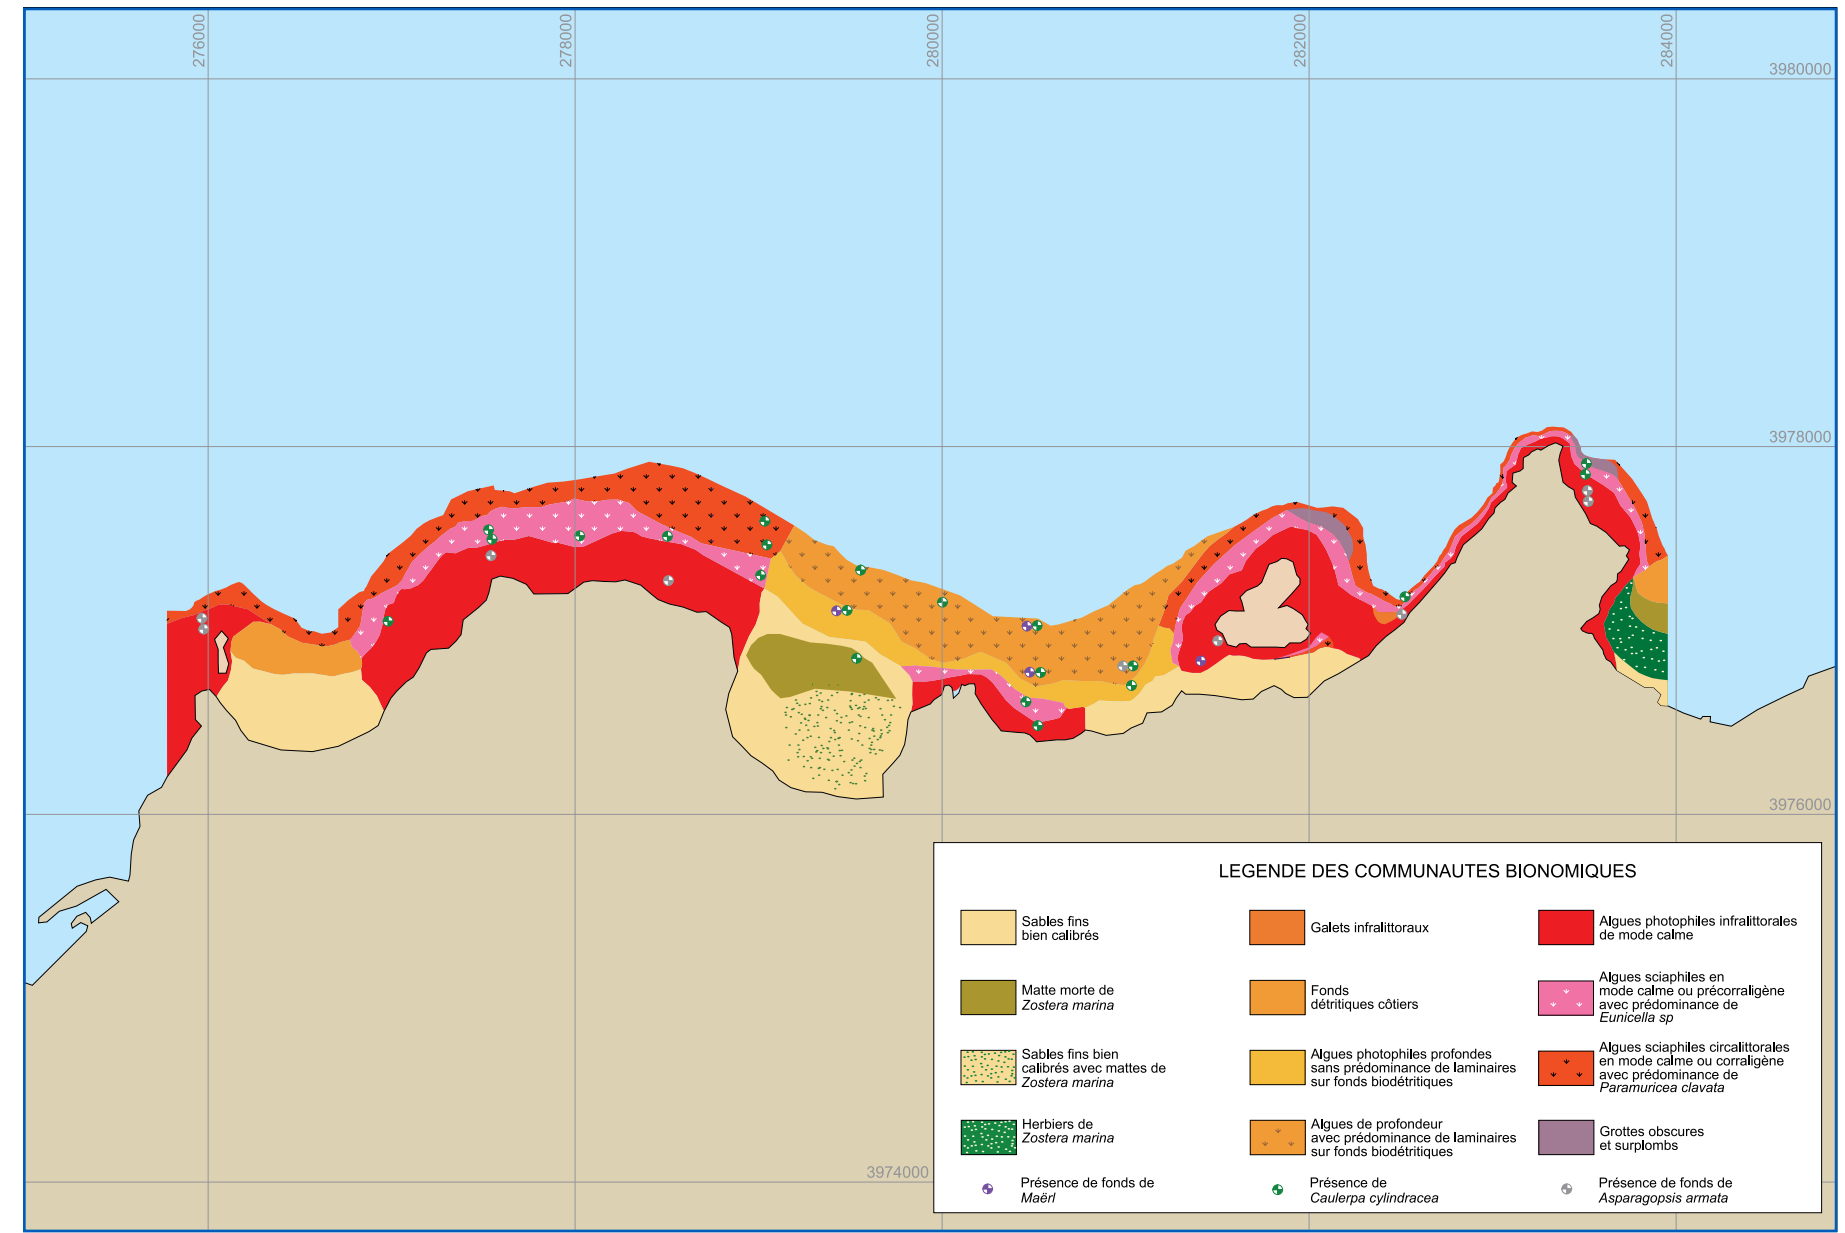 276000
278000
280000
282000
284000
3980000
3978000
3976000
3974000
LEGENDE DES COMMUNAUTES BIONOMIQUES
Sables fins
bien calibrés
Matte morte de
Zostera marina
Sables fins bien
calibrés avec mattes de
Zostera marina
Herbiers de
Zostera marina
Présence de fonds de
Maërl
Galets infralittoraux
Fonds
détritiques côtiers
Algues photophiles profondes
sans prédominance de laminaires
sur fonds biodétritiques
Algues de profondeur
avec prédominance de laminaires
sur fonds biodétritiques
Présence de
Caulerpa cylindracea
Algues photophiles infralittorales
de mode calme
Algues sciaphiles en
mode calme ou précorraligène
avec prédominance de
Eunicella sp
Algues sciaphiles circalittorales
en mode calme ou corraligène
avec prédominance de
Paramuricea clavata
Grottes obscures
et surplombs
Présence de fonds de
Asparagopsis armata